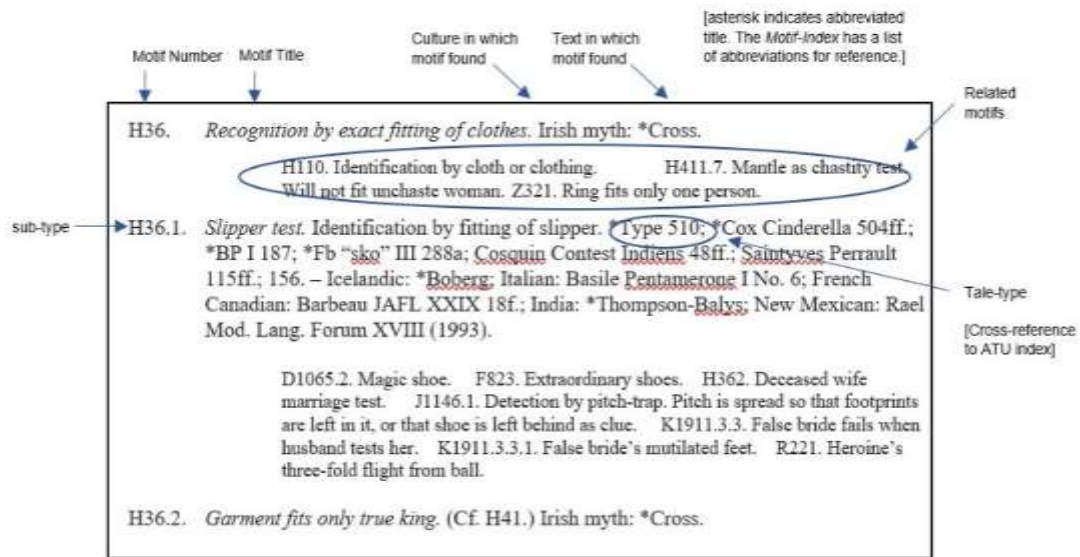 [asterisk indicates abbreviated
title. The Motif-Index has a list
of abbreviations for reference.]
Culture in which
motif found
Text in which
motif found
Motif Number
Motif Title
Related
motifs
H36. Recognition by exact fitting of clothes. Irish myth: *Cross.
H110. Identification by cloth or clothing. H411.7. Mantle as chastity test.
Will not fit unchaste woman. Z321. Ring fits only one person.
sub-type
H36.1. Slipper test. Identification by fitting of slipper. *Type 510; *Cox Cinderella 504ff.;
*BP I 187; *Fb “sko” III 288a; Cosquin Contest Indiens 48ff.; Saintyves Perrault
115ff.; 156. – Icelandic: *Boberg; Italian: Basile Pentamerone I No. 6; French
Canadian: Barbeau JAFL XXIX 18f.; India: *Thompson-Balys; New Mexican: Rael
Mod. Lang. Forum XVIII (1993).
Tale-type
[Cross-reference
to ATU index]
D1065.2. Magic shoe. F823. Extraordinary shoes. H362. Deceased wife
marriage test. J1146.1. Detection by pitch-trap. Pitch is spread so that footprints
are left in it, or that shoe is left behind as clue. K1911.3.3. False bride fails when
husband tests her. K1911.3.3.1. False bride’s mutilated feet. R221. Heroine’s
three-fold flight from ball.
H36.2. Garment fits only true king. (Cf. H41.) Irish myth: *Cross.